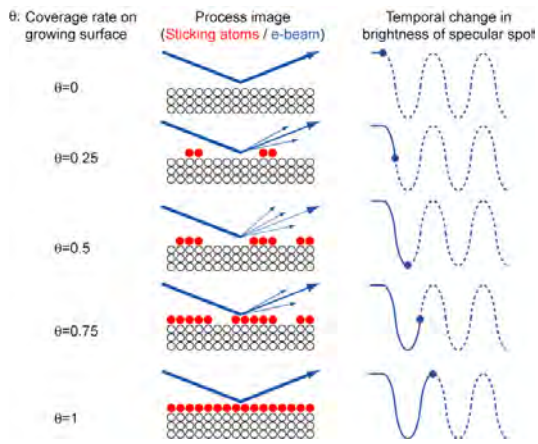 θ: Coverage rate on
growing surface
Process image
(Sticking atoms / e-beam)
Temporal change in
brightness of specular spot
θ=0
θ=0.25
θ=0.5
θ=0.75
θ=1